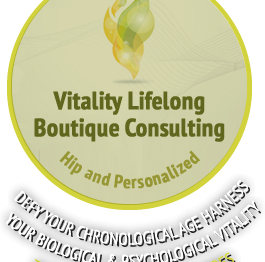 Vitality Lifelong
Boutique Consulting
Hip and Personalized
DEFY YOUR CHRONOLOGICAL AGE HARNESS
YOUR BIOLOGICAL & PSYCHOLOGICAL VITALITY